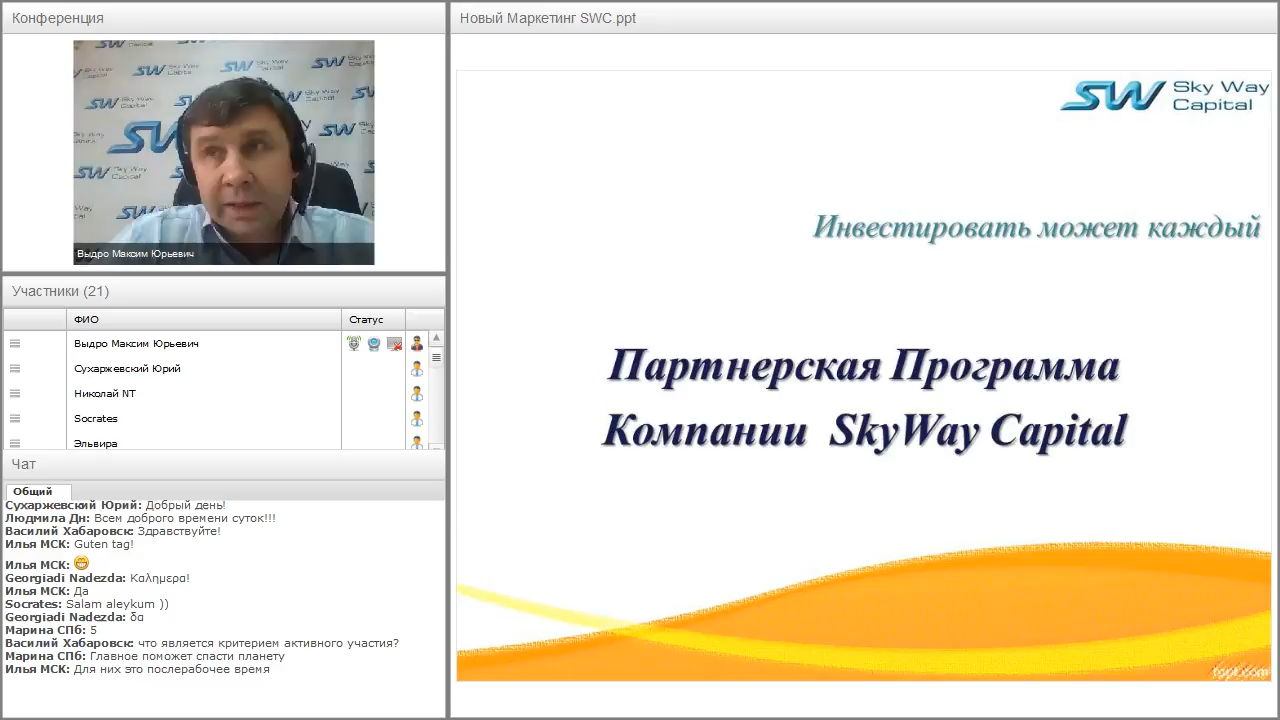 Конференция
Выдро Максим Юрьевич
Участники (21)
ФИО
Статус
Выдро Максим Юрьевич
Сухаржевский Юрий
Николай NT
Socrates
Эльвира
Чат
Общий
Сухаржевский Юрий: Добрый день!
Людмила Дн: Всем доброго времени суток!!!
Василий Хабаровск: Здравствуйте!
Илья МСК: Guten tag!
Илья МСК:
Georgiadi Nadezda: Καλημερα!
Илья МСК: Да
Socrates: Salam aleykum ))
Georgiadi Nadezda: δα
Марина СПб: 5
Василий Хабаровск: что является критерием активного участия?
Марина СПб: Главное поможет спасти планету
Илья МСК: Для них это послерабочее время
Новый Маркетинг SWC.ppt
SW Sky Way
Capital
Инвестировать может каждый
Партнерская Программа
Компании SkyWay Capital
fppt.com